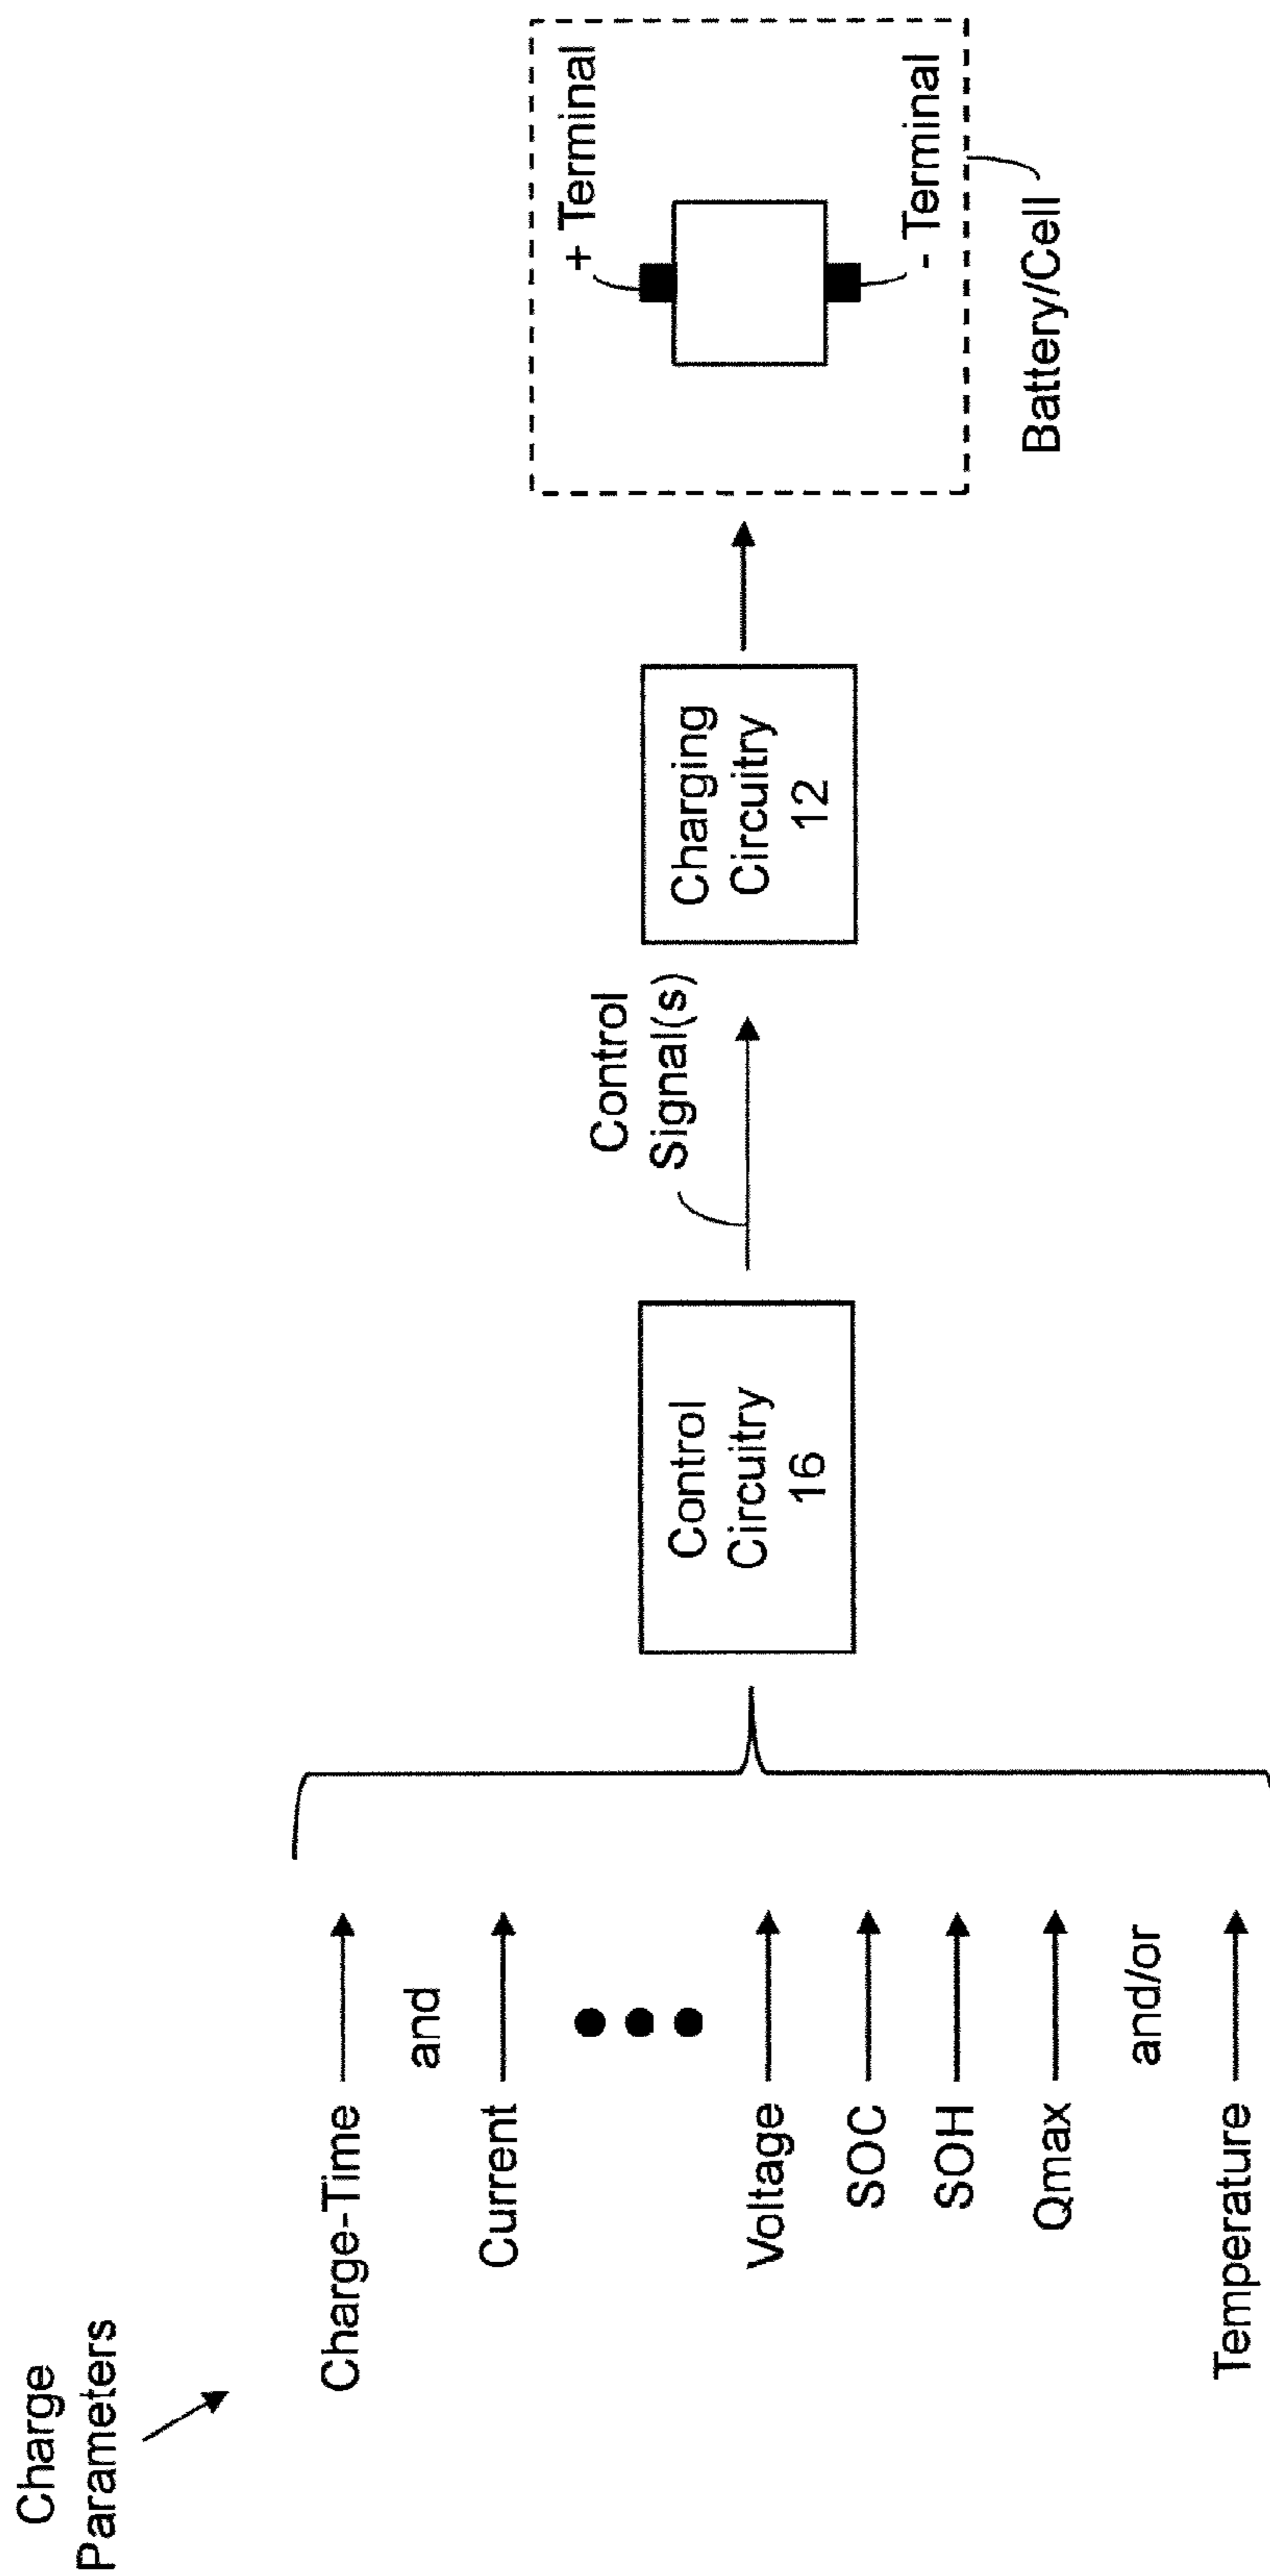 Charge
Parameters
Charge-Time
and
Current
Voltage
SOC
SOH
Qmax
and/or
Temperature
Control
Circuitry
16
Control
Signal(s)
Charging
Circuitry
12
+ Terminal
- Terminal
Battery/Cell